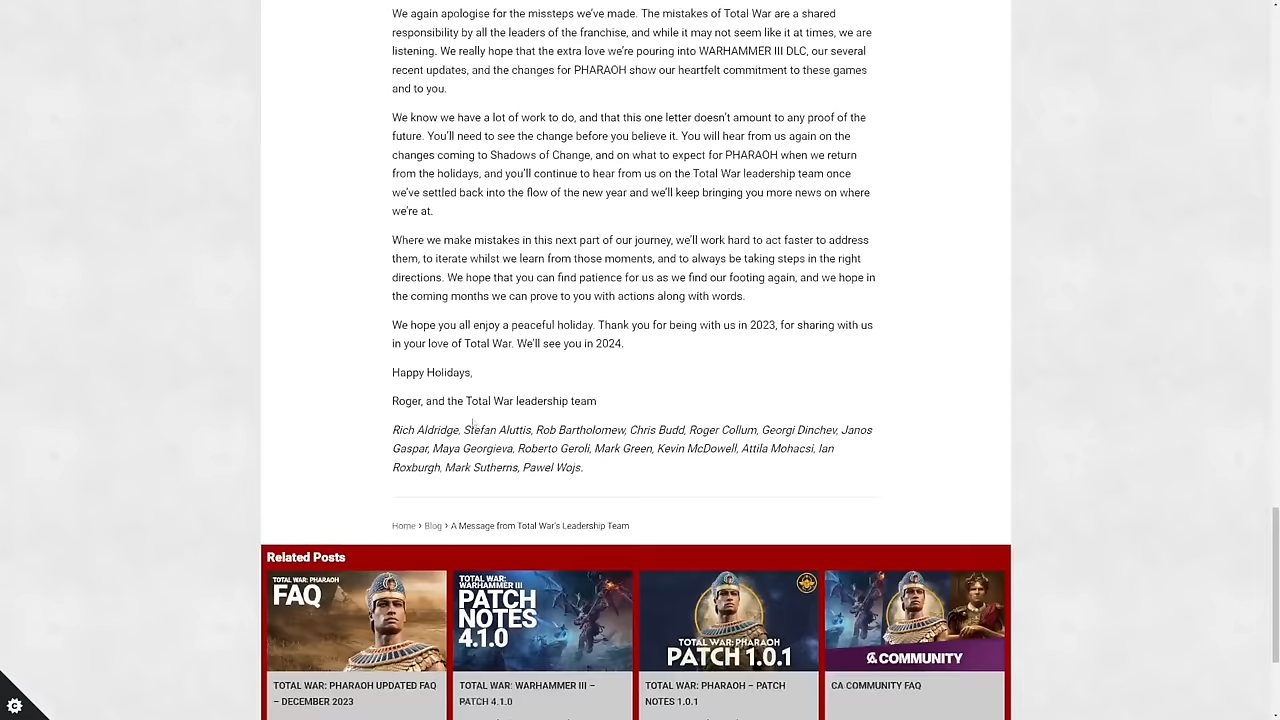 We again apologise for the missteps we've made. The mistakes of Total War are a shared
responsibility by all the leaders of the franchise, and while it may not seem like it at times, we are
listening. We really hope that the extra love we're pouring into WARHAMMER III DLC, our several
recent updates, and the changes for PHARAOH show our heartfelt commitment to these games
and to you.
We know we have a lot of work to do, and that this one letter doesn't amount to any proof of the
future. You'll need to see the change before you believe it. You will hear from us again on the
changes coming to Shadows of Change, and on what to expect for PHARAOH when we return
from the holidays, and you'll continue to hear from us on the Total War leadership team once
we've settled back into the flow of the new year and we'll keep bringing you more news on where
we're at.
Where we make mistakes in this next part of our journey, we'll work hard to act faster to address
them, to iterate whilst we learn from those moments, and to always be taking steps in the right
directions. We hope that you can find patience for us as we find our footing again, and we hope in
the coming months we can prove to you with actions along with words.
We hope you all enjoy a peaceful holiday. Thank you for being with us in 2023, for sharing with us
in your love of Total War. We'll see you in 2024.
Happy Holidays,
Roger, and the Total War leadership team
Rich Aldridge, Stefan Aluttis, Rob Bartholomew, Chris Budd, Roger Collum, Georgi Dinchev, Janos
Gaspar, Maya Georgieva, Roberto Geroli, Mark Green, Kevin McDowell, Attila Mohacsi, Ian
Roxburgh, Mark Sutherns, Pawel Wojs.
Home › Blog › A Message from Total War's Leadership Team
Related Posts
TOTAL WAR: PHARAOH
FAQ
TOTAL WAR:
WARHAMMER III
PATCH
NOTES
4.1.0
TOTAL WAR: PHARAOH
PATCH 1.0.1
CA COMMUNITY
TOTAL WAR: PHARAOH UPDATED FAQ
– DECEMBER 2023
TOTAL WAR: WARHAMMER III –
PATCH 4.1.0
TOTAL WAR: PHARAOH – PATCH
NOTES 1.0.1
CA COMMUNITY FAQ